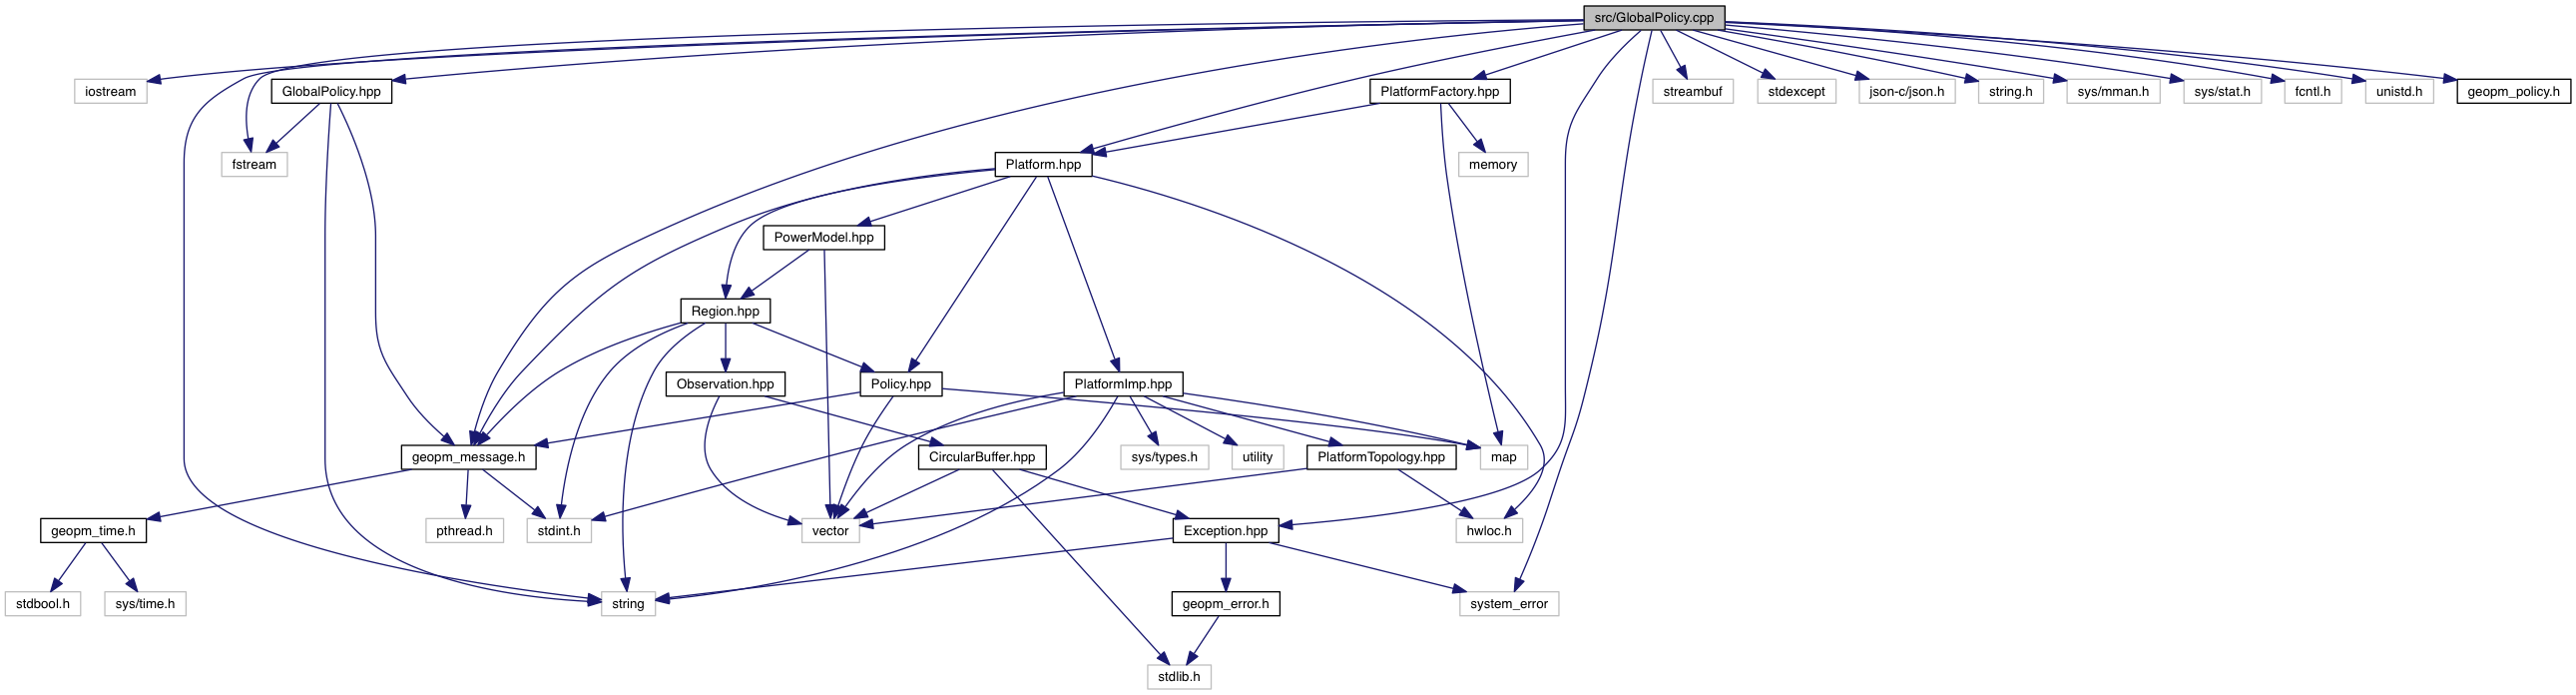 src/GlobalPolicy.cpp
iostream
GlobalPolicy.hpp
PlatformFactory.hpp
streambuf
stdexcept
json-c/json.h
string.h
sys/mman.h
sys/stat.h
fcntl.h
unistd.h
geopm_policy.h
fstream
Platform.hpp
memory
PowerModel.hpp
Region.hpp
Observation.hpp
Policy.hpp
PlatformImp.hpp
geopm_message.h
CircularBuffer.hpp
sys/types.h
utility
PlatformTopology.hpp
map
geopm_time.h
pthread.h
stdint.h
vector
Exception.hpp
hwloc.h
stdbool.h
sys/time.h
string
geopm_error.h
system_error
stdlib.h